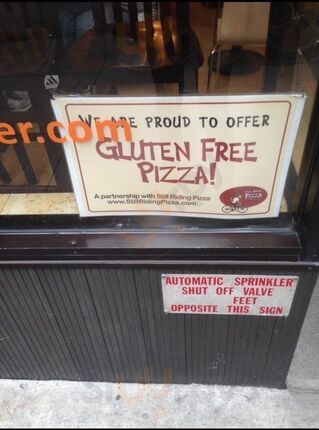 er.com
WE ARE PROUD TO OFFER
GLUTEN FREE
PIZZA!
A partnership with Still Riding Pizza
www.StillRidingPizza.com
PIZZA
AUTOMATIC SPRINKLER
SHUT OFF VALVE
FEET
OPPOSITE THIS SIGN